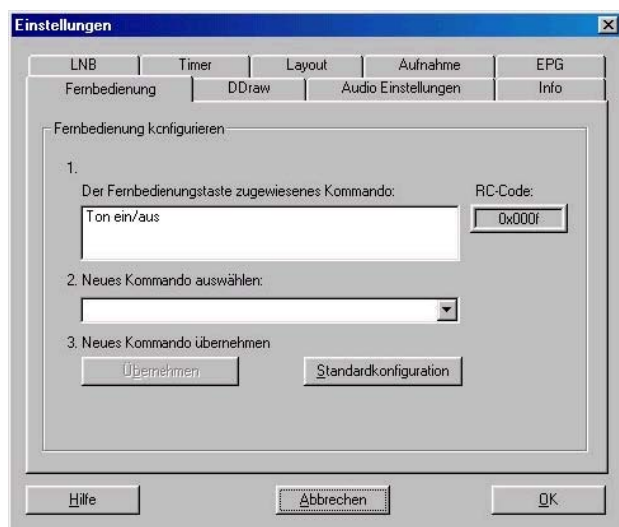 Einstellungen
LNB Timer Layout Aufnahme EPG
Fernbedienung DDraw Audio Einstellungen Info
Fernbedienung konfigurieren
1.
Der Fernbedienungstaste zugewiesenes Kommando: RC-Code:
Ton ein/aus 0x000f
2. Neues Kommando auswählen:
3. Neues Kommando übernehmen
Übernehmen Standardkonfiguration
Hilfe Abbrechen OK